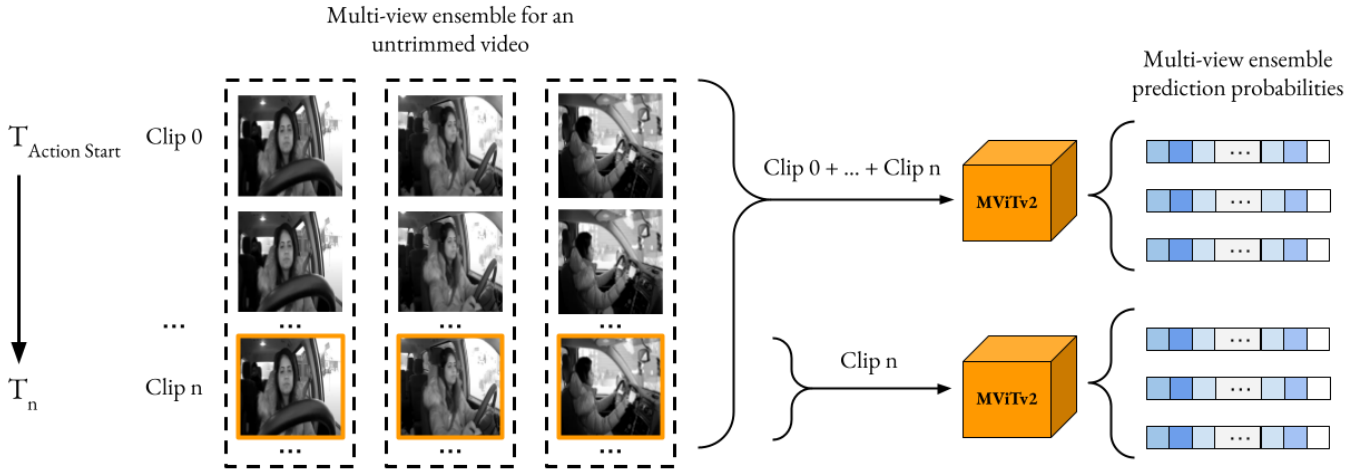 Multi-view ensemble for an
untrimmed video
Multi-view ensemble
prediction probabilities
T Action Start
Clip 0
Clip 0 + ... + Clip n
MViTv2
...
...
...
...
...
...
...
...
...
...
T n
Clip n
Clip n
MViTv2
...
...
...
...
...
...